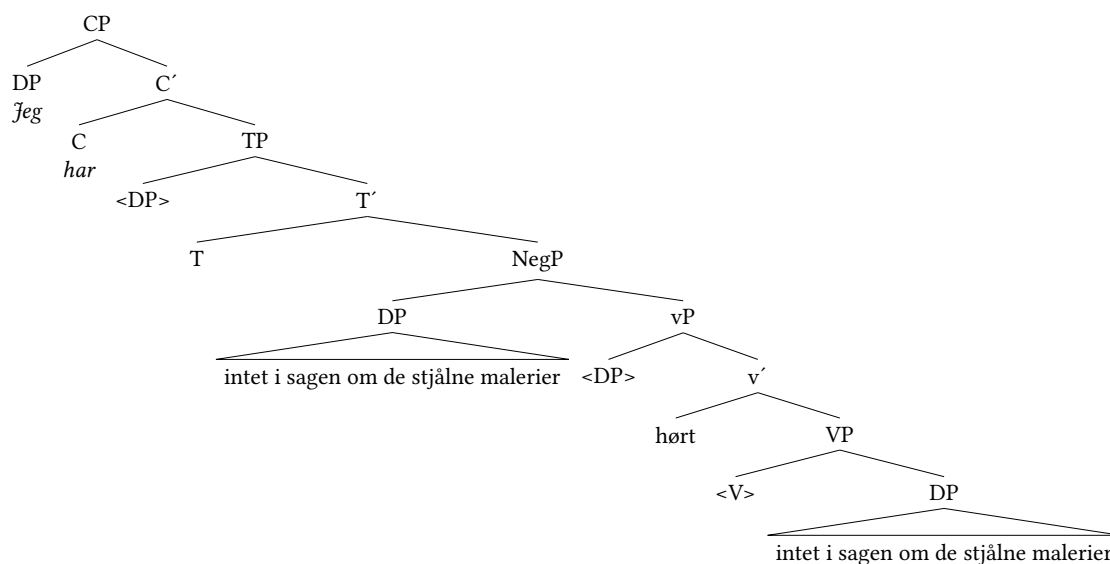 CP
DP C´
Jeg
C TP
har
<DP> T´
T NegP
DP vP
intet i sagen om de stjålne malerier <DP> v´
hørt VP
<V> DP
intet i sagen om de stjålne malerier